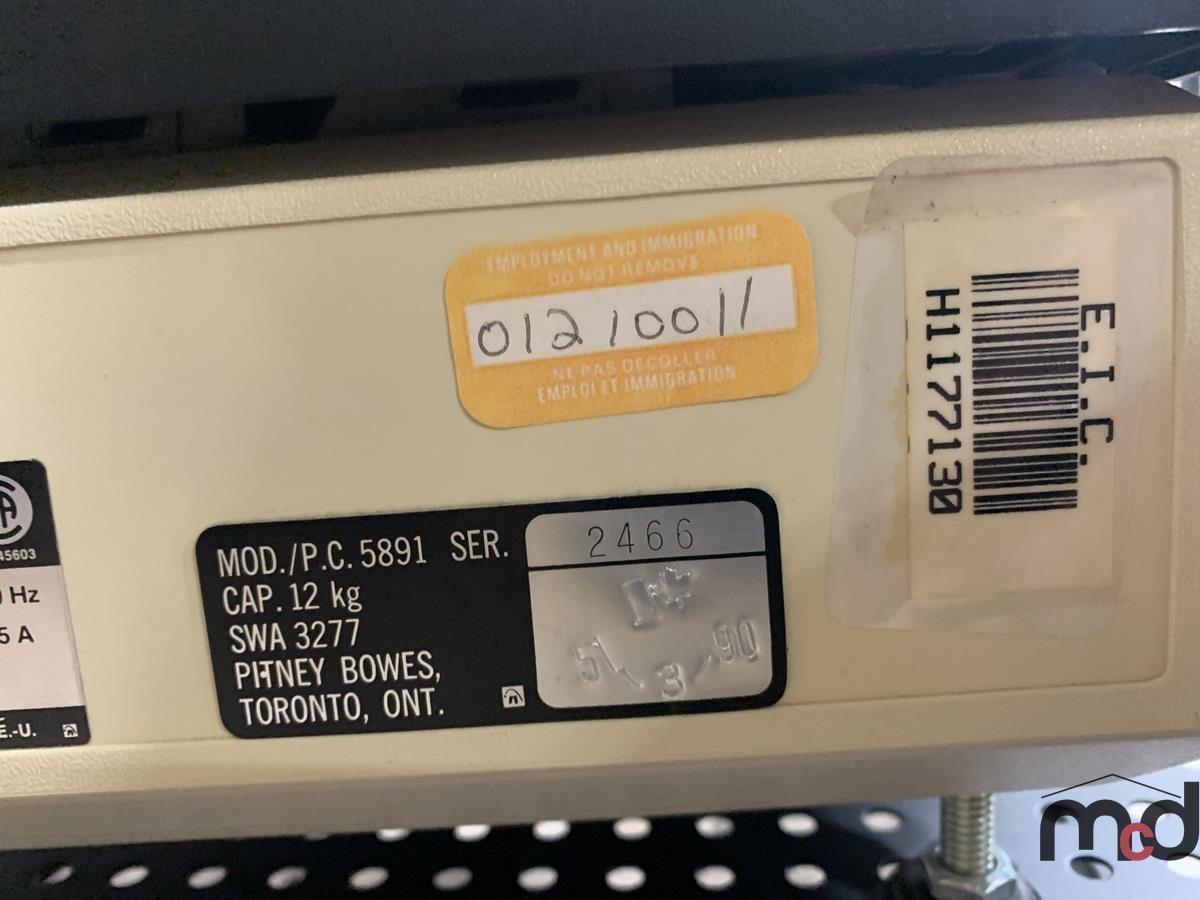 EMPLOYMENT AND IMMIGRATION
DO NOT REMOVE
01210011
NE PAS DECOLLER
EMPLOI ET IMMIGRATION
E.I.C.
H1177130
45603
Hz
5 A
E.-U.
MOD./P.C. 5891 SER. 2466
CAP. 12 kg
SWA 3277
PITNEY BOWES,
TORONTO, ONT.
51 3 90
mcd